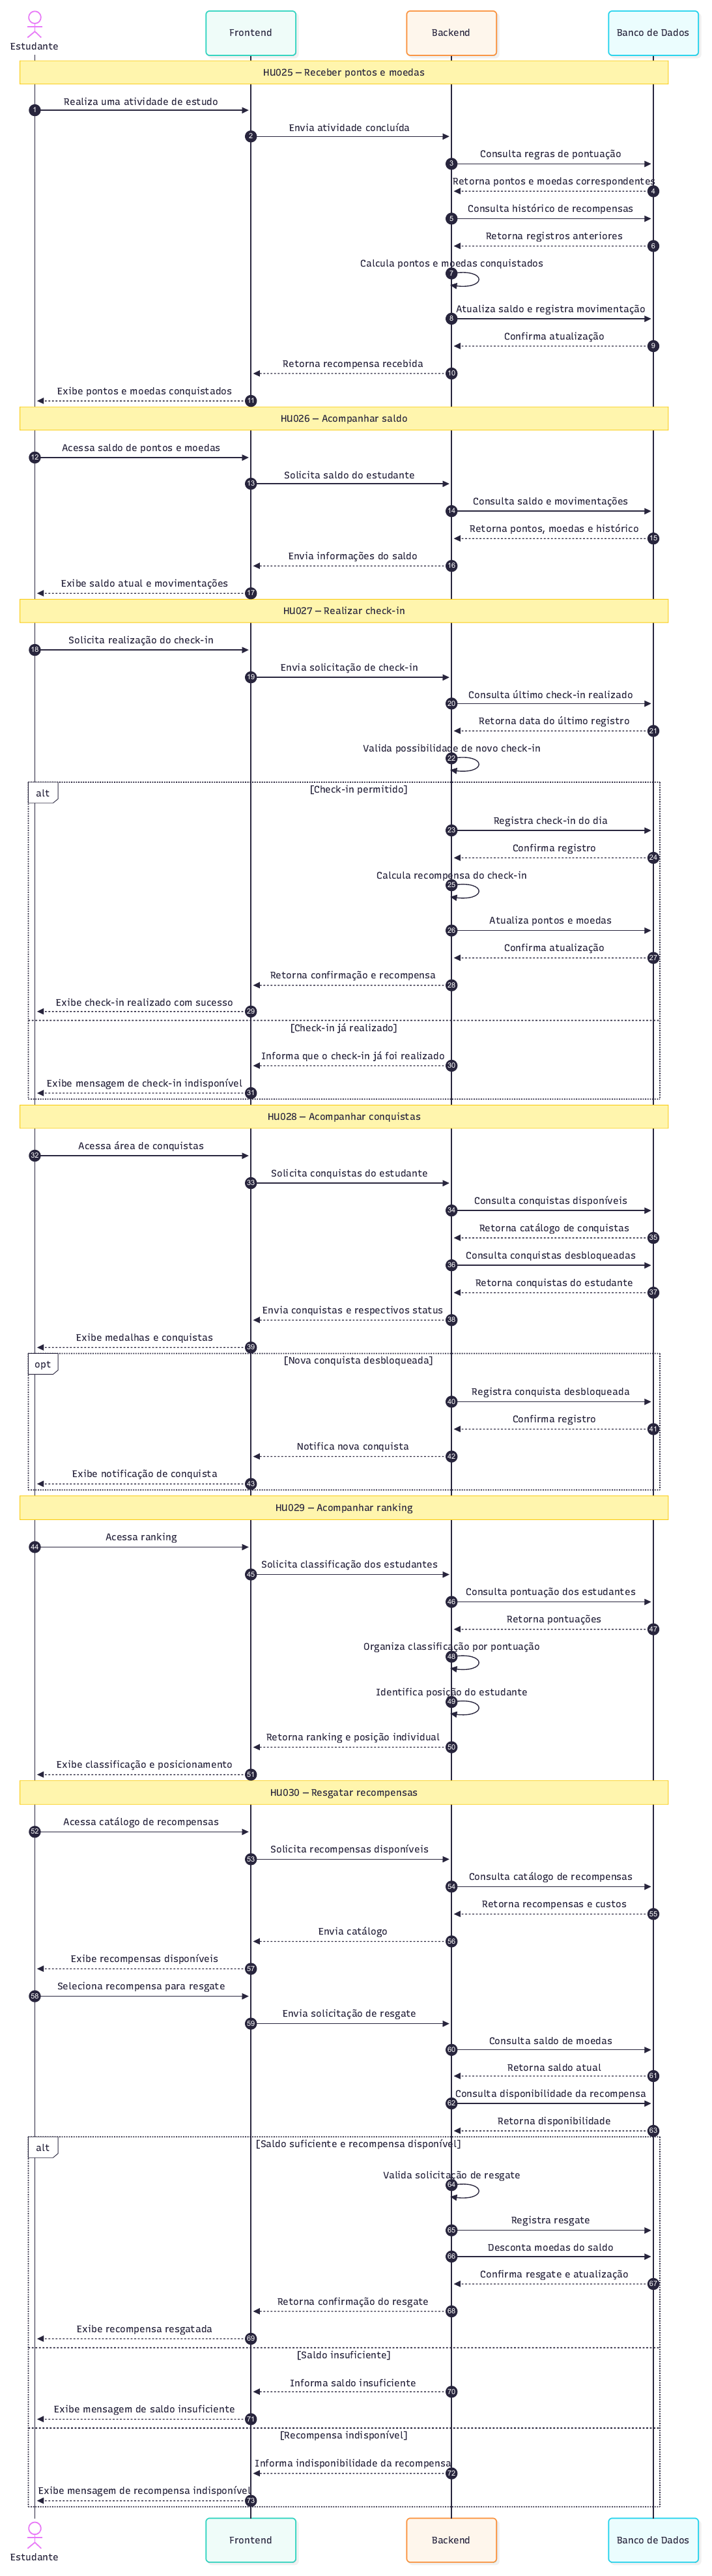 Estudante
Frontend
Backend
Banco de Dados
HU025 — Receber pontos e moedas
1 Realiza uma atividade de estudo
2 Envia atividade concluída
3 Consulta regras de pontuação
4 Retorna pontos e moedas correspondentes
5 Consulta histórico de recompensas
6 Retorna registros anteriores
7 Calcula pontos e moedas conquistados
8 Atualiza saldo e registra movimentação
9 Confirma atualização
10 Retorna recompensa recebida
11 Exibe pontos e moedas conquistados
HU026 — Acompanhar saldo
12 Acessa saldo de pontos e moedas
13 Solicita saldo do estudante
14 Consulta saldo e movimentações
15 Retorna pontos, moedas e histórico
16 Envia informações do saldo
17 Exibe saldo atual e movimentações
HU027 — Realizar check-in
18 Solicita realização do check-in
19 Envia solicitação de check-in
20 Consulta último check-in realizado
21 Retorna data do último registro
22 Valida possibilidade de novo check-in
alt
[Check-in permitido]
23 Registra check-in do dia
24 Confirma registro
25 Calcula recompensa do check-in
26 Atualiza pontos e moedas
27 Confirma atualização
28 Retorna confirmação e recompensa
29 Exibe check-in realizado com sucesso
[Check-in já realizado]
30 Informa que o check-in já foi realizado
31 Exibe mensagem de check-in indisponível
HU028 — Acompanhar conquistas
32 Acessa área de conquistas
33 Solicita conquistas do estudante
34 Consulta conquistas disponíveis
35 Retorna catálogo de conquistas
36 Consulta conquistas desbloqueadas
37 Retorna conquistas do estudante
38 Envia conquistas e respectivos status
39 Exibe medalhas e conquistas
opt
[Nova conquista desbloqueada]
40 Registra conquista desbloqueada
41 Confirma registro
42 Notifica nova conquista
43 Exibe notificação de conquista
HU029 — Acompanhar ranking
44 Acessa ranking
45 Solicita classificação dos estudantes
46 Consulta pontuação dos estudantes
47 Retorna pontuações
48 Organiza classificação por pontuação
49 Identifica posição do estudante
50 Retorna ranking e posição individual
51 Exibe classificação e posicionamento
HU030 — Resgatar recompensas
52 Acessa catálogo de recompensas
53 Solicita recompensas disponíveis
54 Consulta catálogo de recompensas
55 Retorna recompensas e custos
56 Envia catálogo
57 Exibe recompensas disponíveis
58 Seleciona recompensa para resgate
59 Envia solicitação de resgate
60 Consulta saldo de moedas
61 Retorna saldo atual
62 Consulta disponibilidade da recompensa
63 Retorna disponibilidade
alt
[Saldo suficiente e recompensa disponível]
64 Valida solicitação de resgate
65 Registra resgate
66 Desconta moedas do saldo
67 Confirma resgate e atualização
68 Retorna confirmação do resgate
69 Exibe recompensa resgatada
[Saldo insuficiente]
70 Informa saldo insuficiente
71 Exibe mensagem de saldo insuficiente
[Recompensa indisponível]
72 Informa indisponibilidade da recompensa
73 Exibe mensagem de recompensa indisponível
Estudante
Frontend
Backend
Banco de Dados